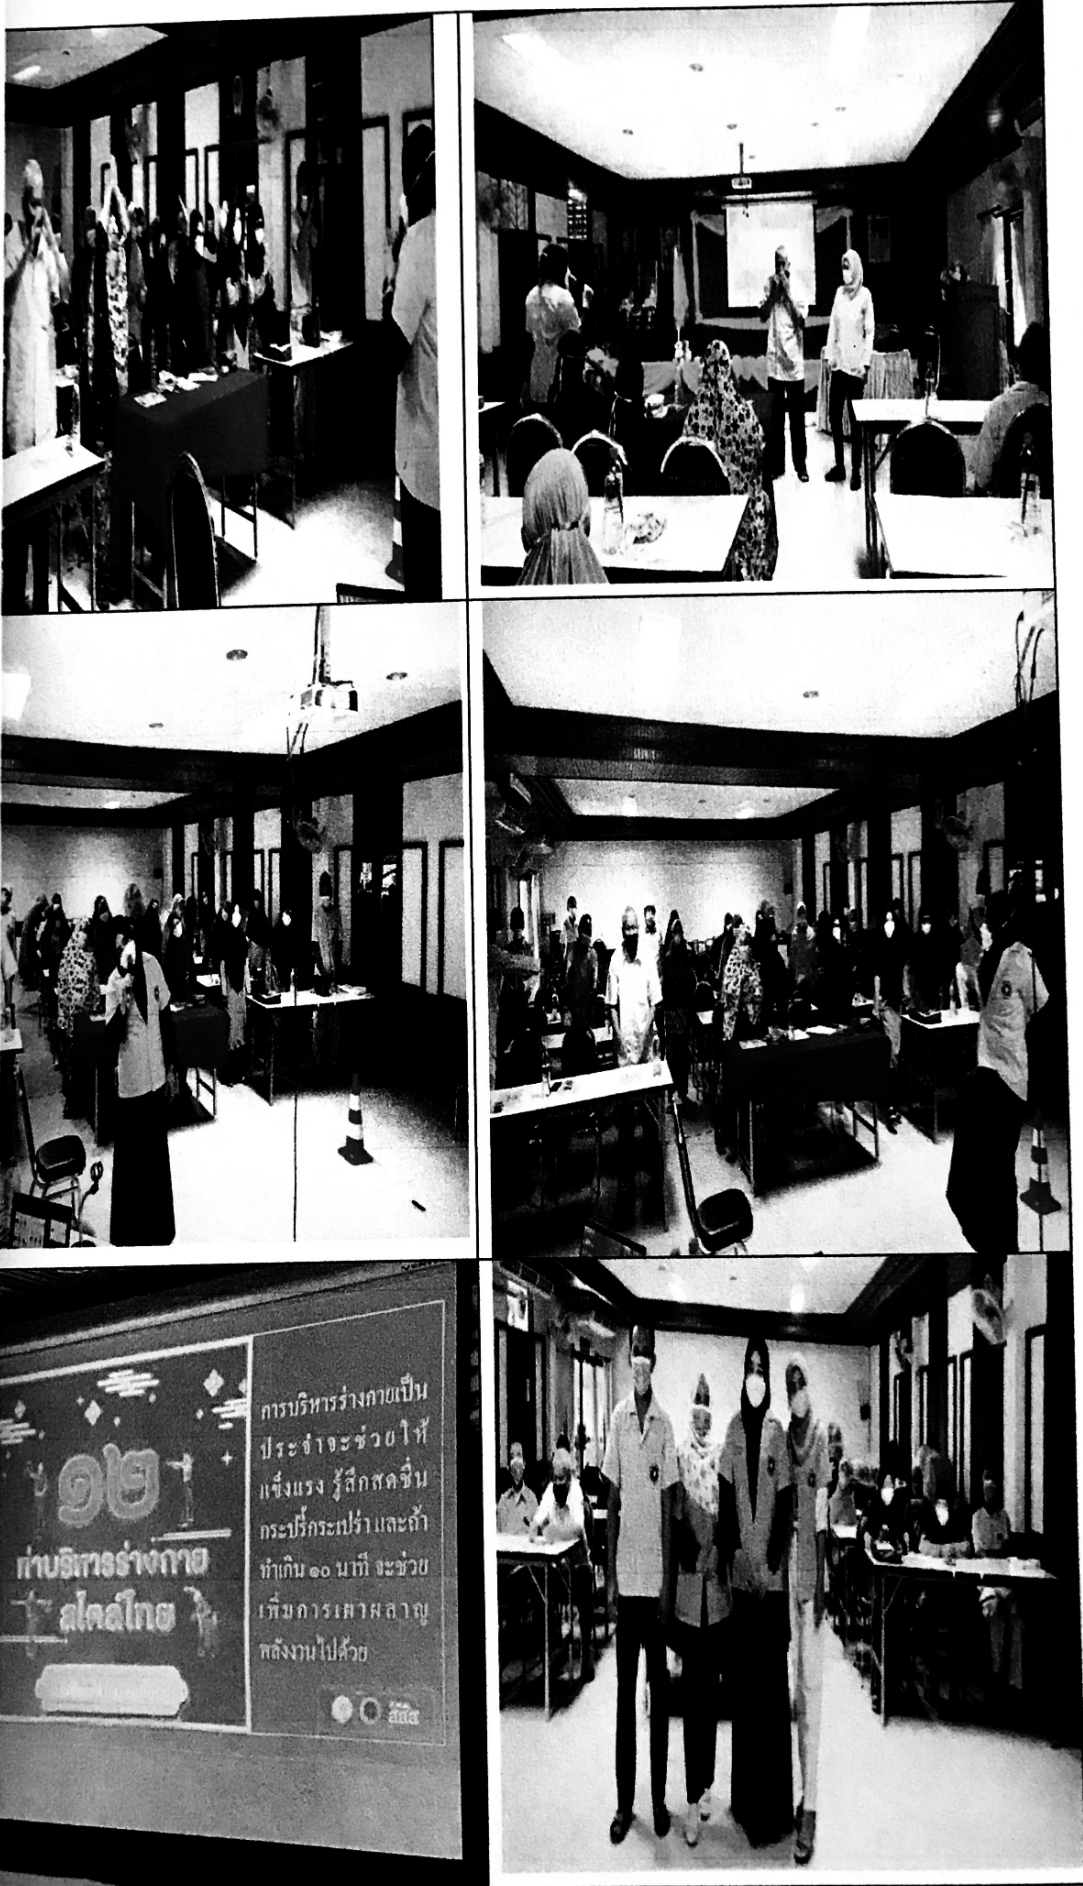 ๑๒
ท่าบริหารร่างกาย
สไตล์ไทย
การบริหารร่างกายเป็น
ประจำจะช่วยให้
แข็งแรง รู้สึกสดชื่น
กระปรี้กระเปร่า และถ้า
ทำเกิน ๑๐ นาที จะช่วย
เพิ่มการเผาผลาญ
พลังงานไปด้วย
สสส